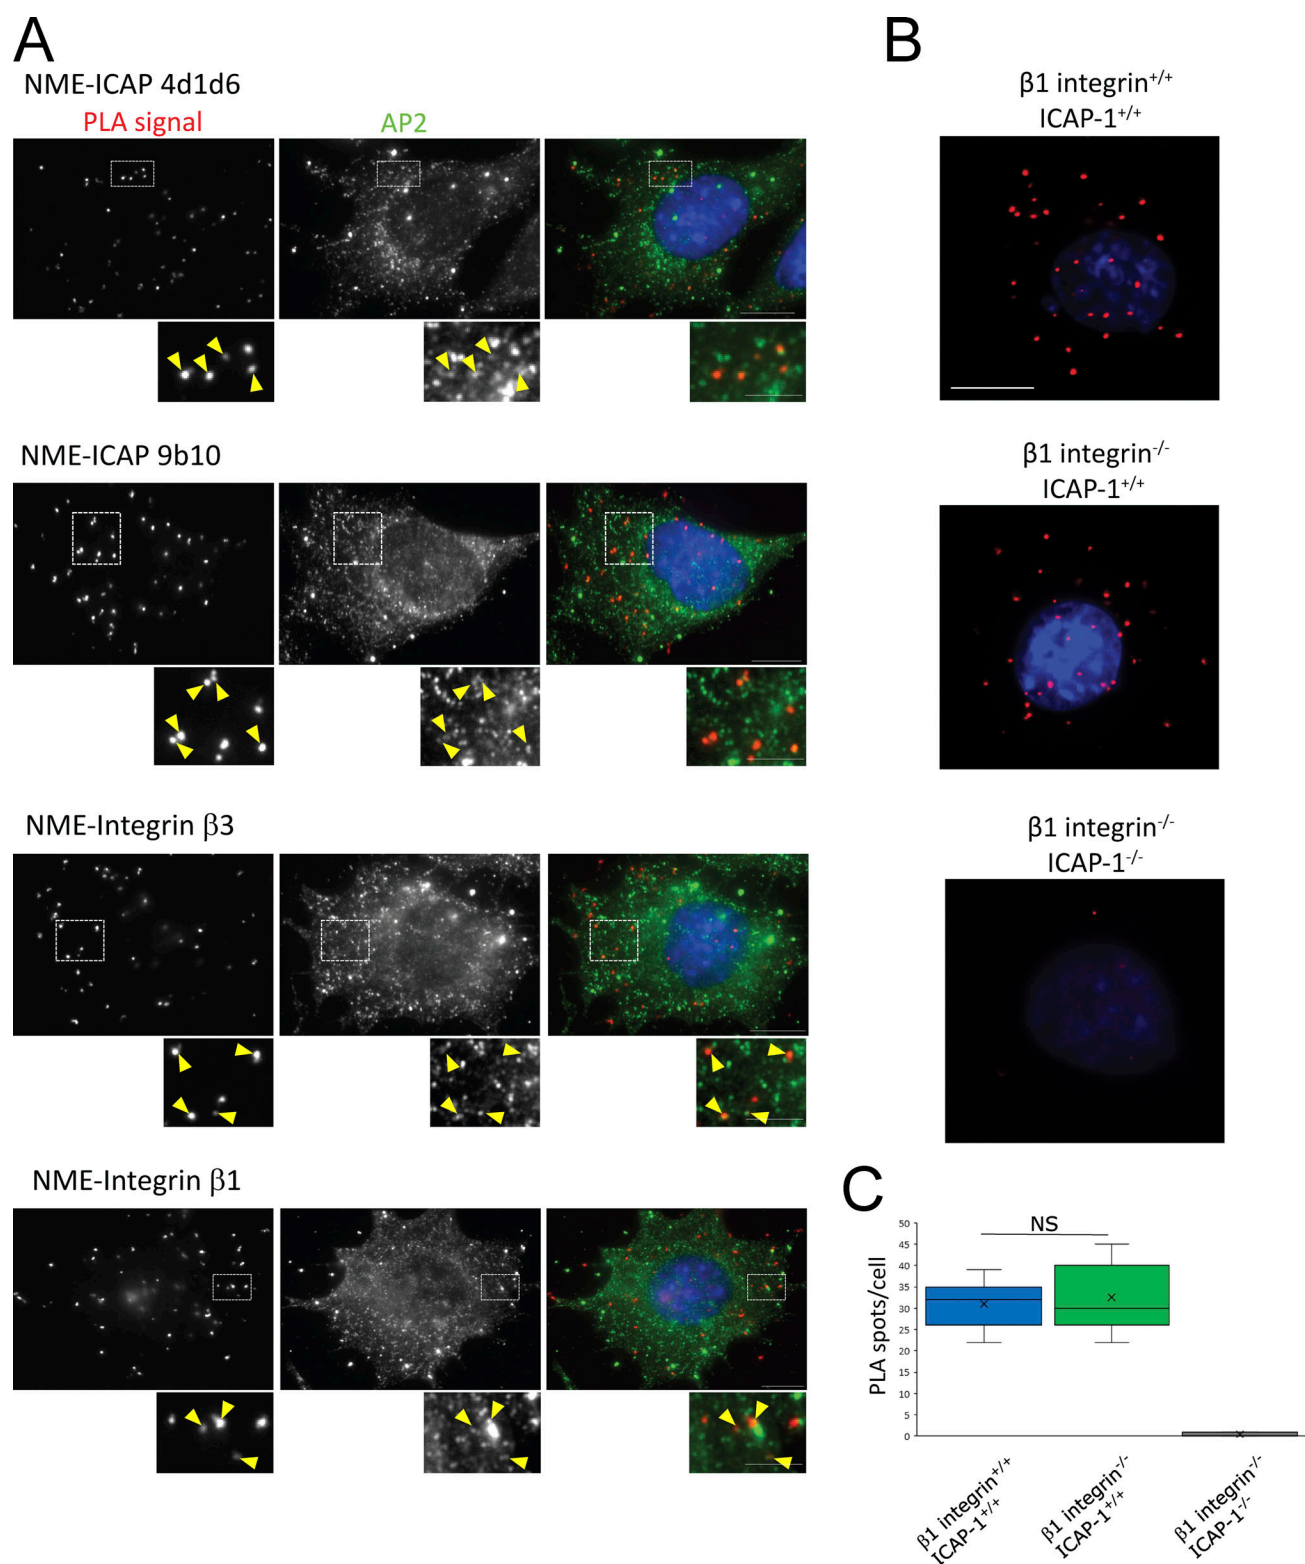 A
NME-ICAP 4d1d6
PLA signal
AP2
NME-ICAP 9b10
NME-Integrin β3
NME-Integrin β1
B
β1 integrin+/+
ICAP-1+/+
β1 integrin-/-
ICAP-1+/+
β1 integrin-/-
ICAP-1-/-
C
NS
PLA spots/cell
50
45
40
35
30
25
20
15
10
5
0
β1 integrin+/+
ICAP-1+/+
β1 integrin-/-
ICAP-1+/+
β1 integrin-/-
ICAP-1-/-